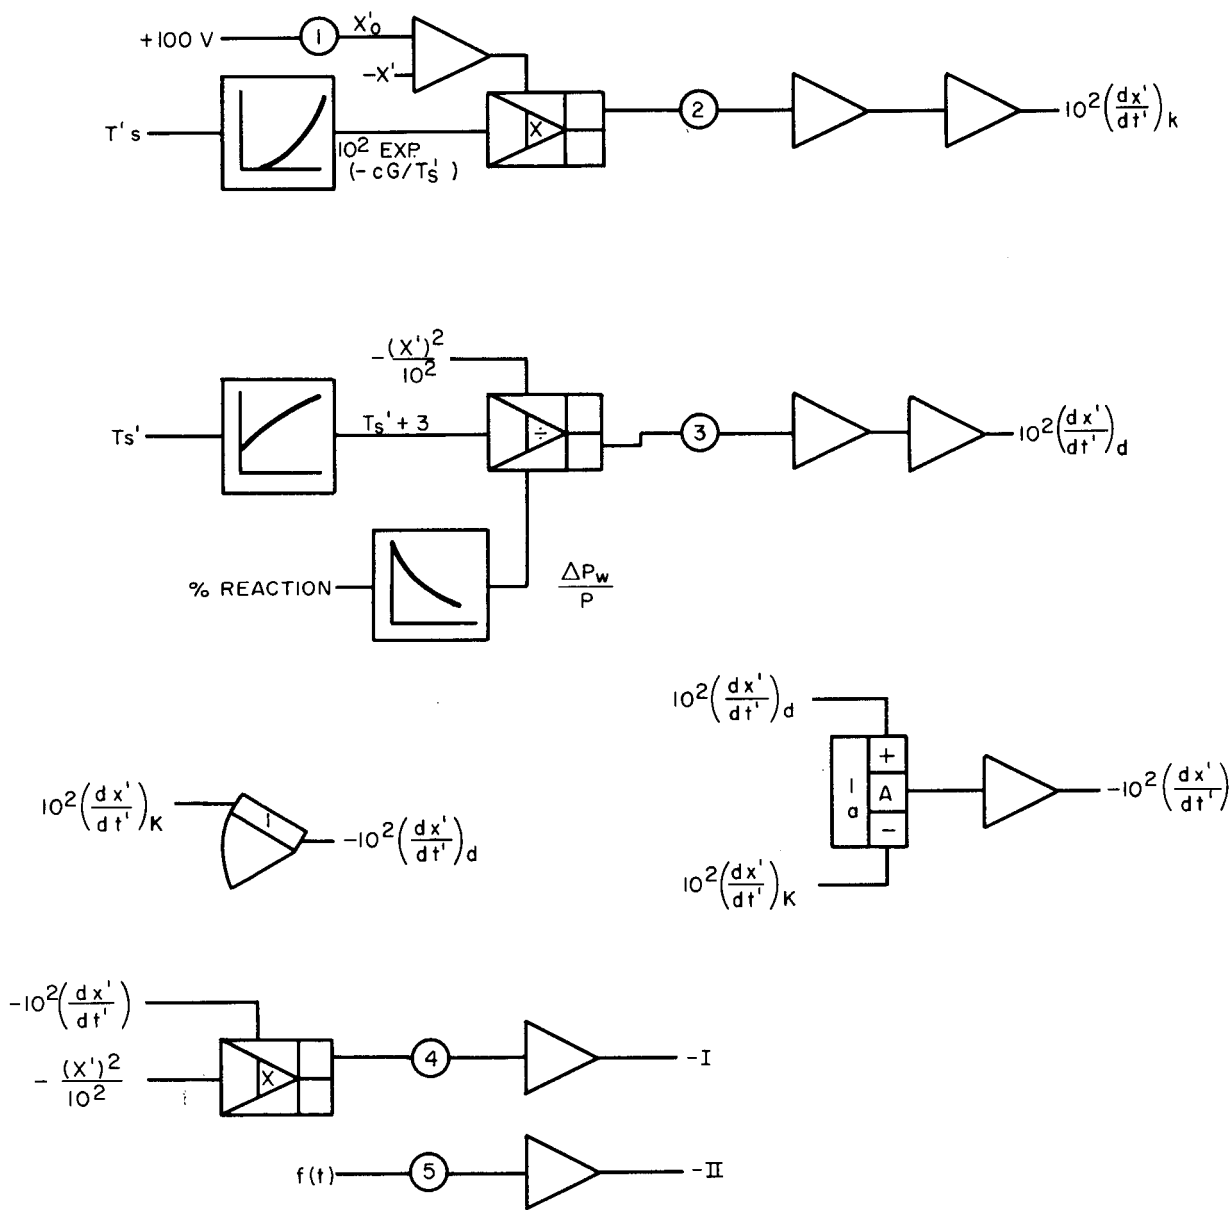 +100 V
1
X'o
-X'
T's
10² EXP.
(-cG/Ts')
X
2
10²(dx'/dt')k
-(X')²/10²
Ts'
Ts' + 3
÷
3
10²(dx'/dt')d
% REACTION
ΔPw/P
10²(dx'/dt')d
+
1
a
A
-
-10²(dx'/dt')
10²(dx'/dt')K
10²(dx'/dt')K
1
-10²(dx'/dt')d
-10²(dx'/dt')
-(X')²/10²
X
4
-I
f(t)
5
-II